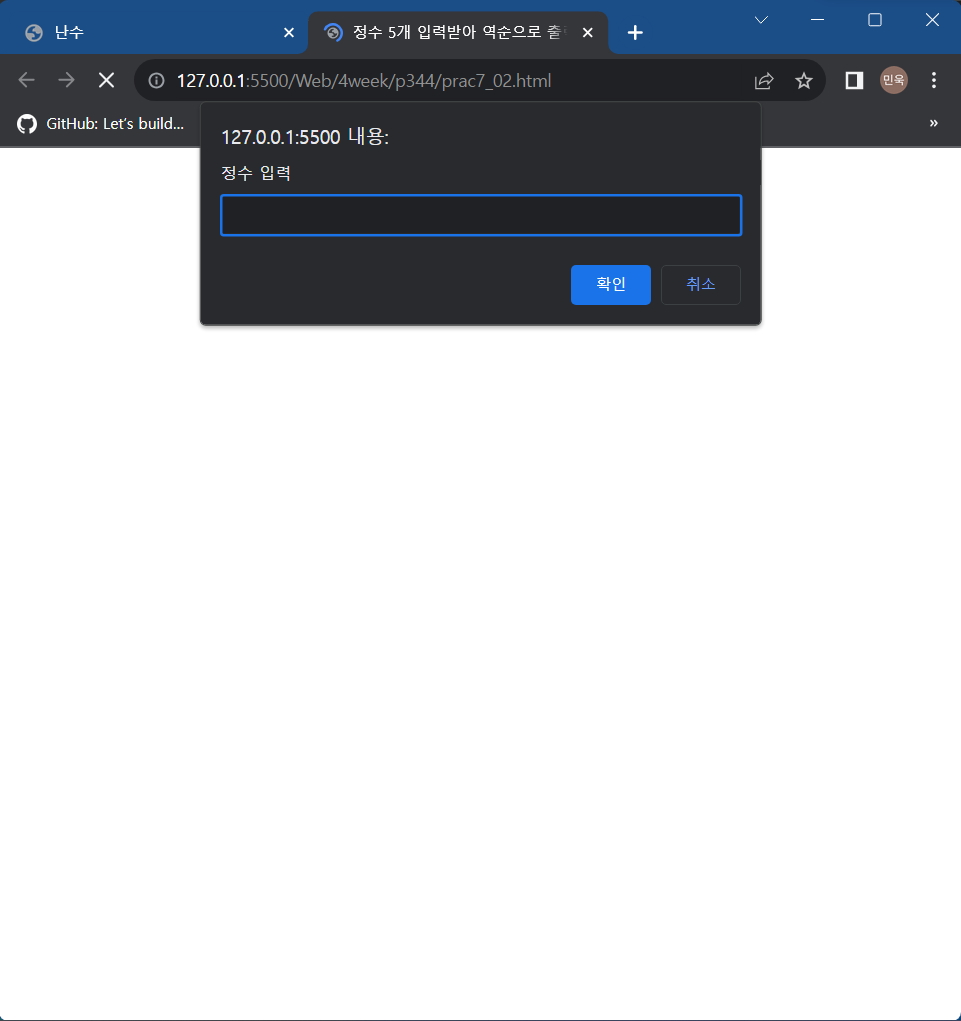 난수
정수 5개 입력받아 역순으로 출
127.0.0.1:5500/Web/4week/p344/prac7_02.html
민욱
GitHub: Let's build...
»
127.0.0.1:5500 내용:
정수 입력
확인
취소